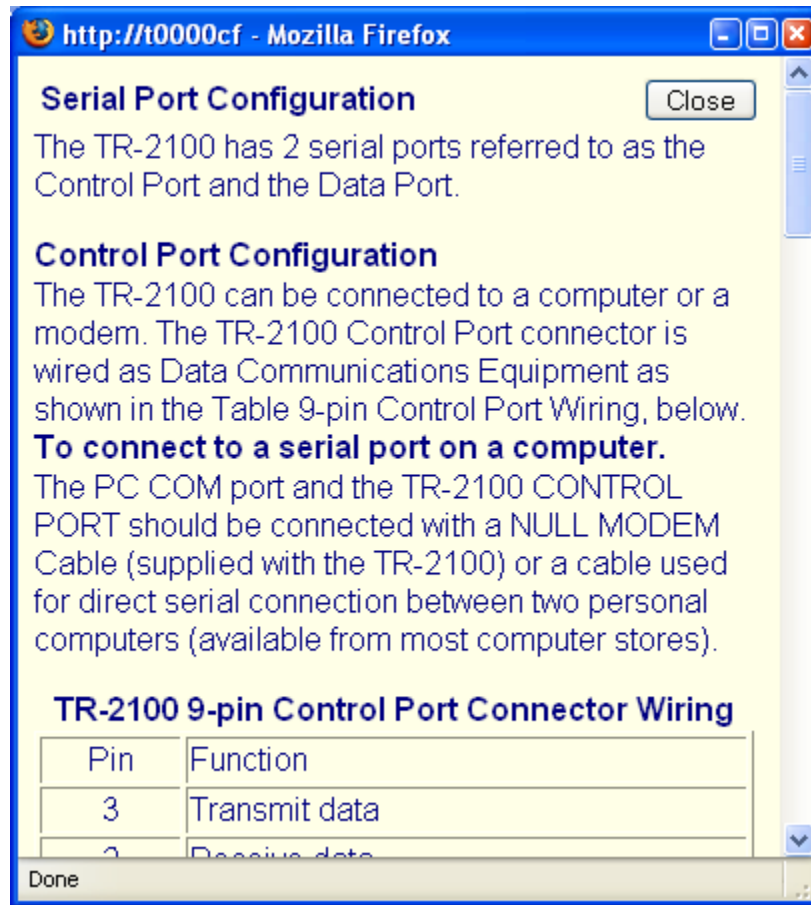 http://t0000cf - Mozilla Firefox
Serial Port Configuration
Close
The TR-2100 has 2 serial ports referred to as the
Control Port and the Data Port.
Control Port Configuration
The TR-2100 can be connected to a computer or a
modem. The TR-2100 Control Port connector is
wired as Data Communications Equipment as
shown in the Table 9-pin Control Port Wiring, below.
To connect to a serial port on a computer.
The PC COM port and the TR-2100 CONTROL
PORT should be connected with a NULL MODEM
Cable (supplied with the TR-2100) or a cable used
for direct serial connection between two personal
computers (available from most computer stores).
TR-2100 9-pin Control Port Connector Wiring
Pin Function
3 Transmit data
Receive data
Done